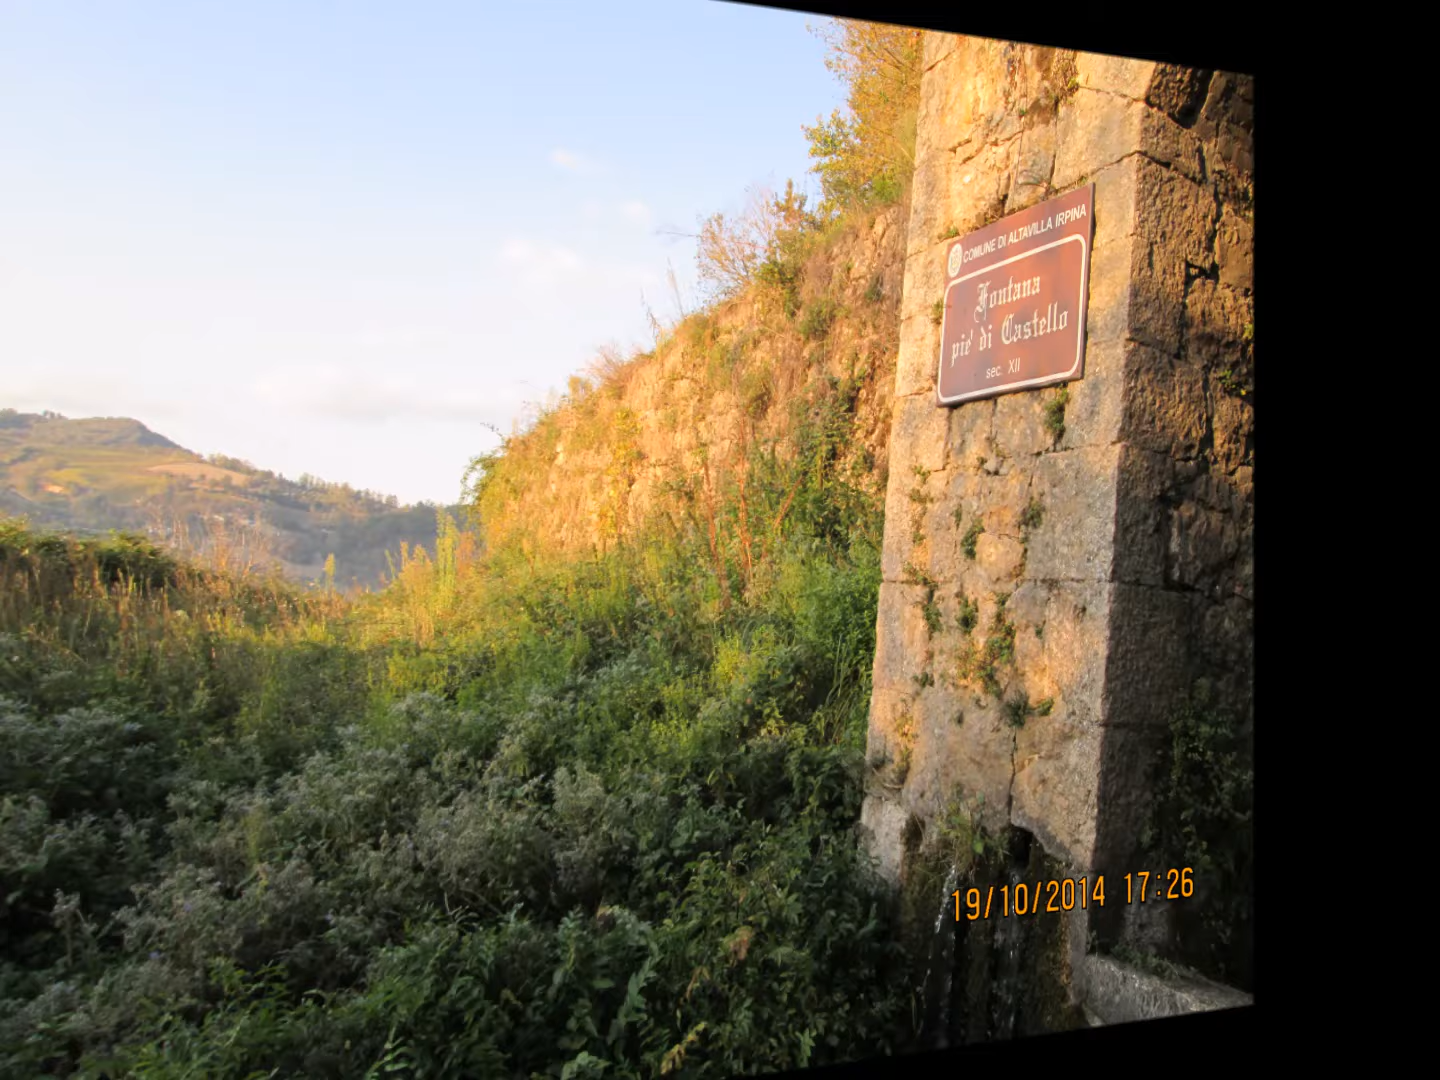 COMUNE DI ALTAVILLA IRPINA
Fontana
pie' di Castello
sec. XII
19/10/2014 17:26